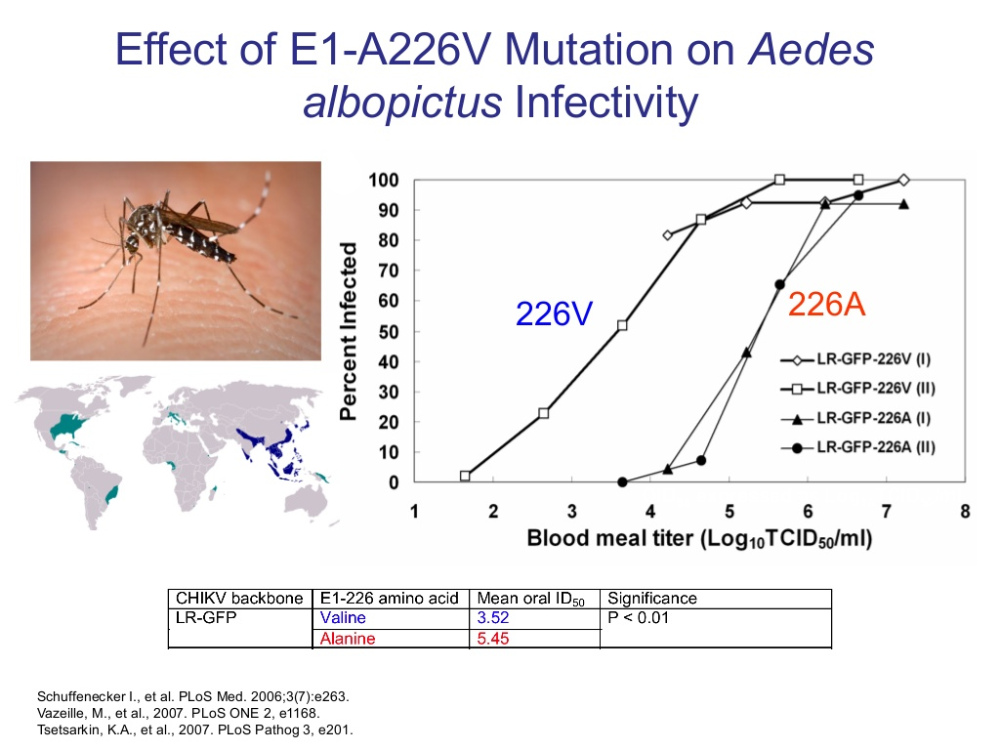 Effect of E1-A226V Mutation on Aedes
albopictus Infectivity
100
90
80
70
60
50
40
30
20
10
0
Percent Infected
226V
226A
LR-GFP-226V (I)
LR-GFP-226V (II)
LR-GFP-226A (I)
LR-GFP-226A (II)
1 2 3 4 5 6 7 8
Blood meal titer (Log10TCID50/ml)
CHIKV backbone E1-226 amino acid Mean oral ID50 Significance
LR-GFP Valine 3.52 P < 0.01
Alanine 5.45
Schuffenecker I., et al. PLoS Med. 2006;3(7):e263.
Vazeille, M., et al., 2007. PLoS ONE 2, e1168.
Tsetsarkin, K.A., et al., 2007. PLoS Pathog 3, e201.